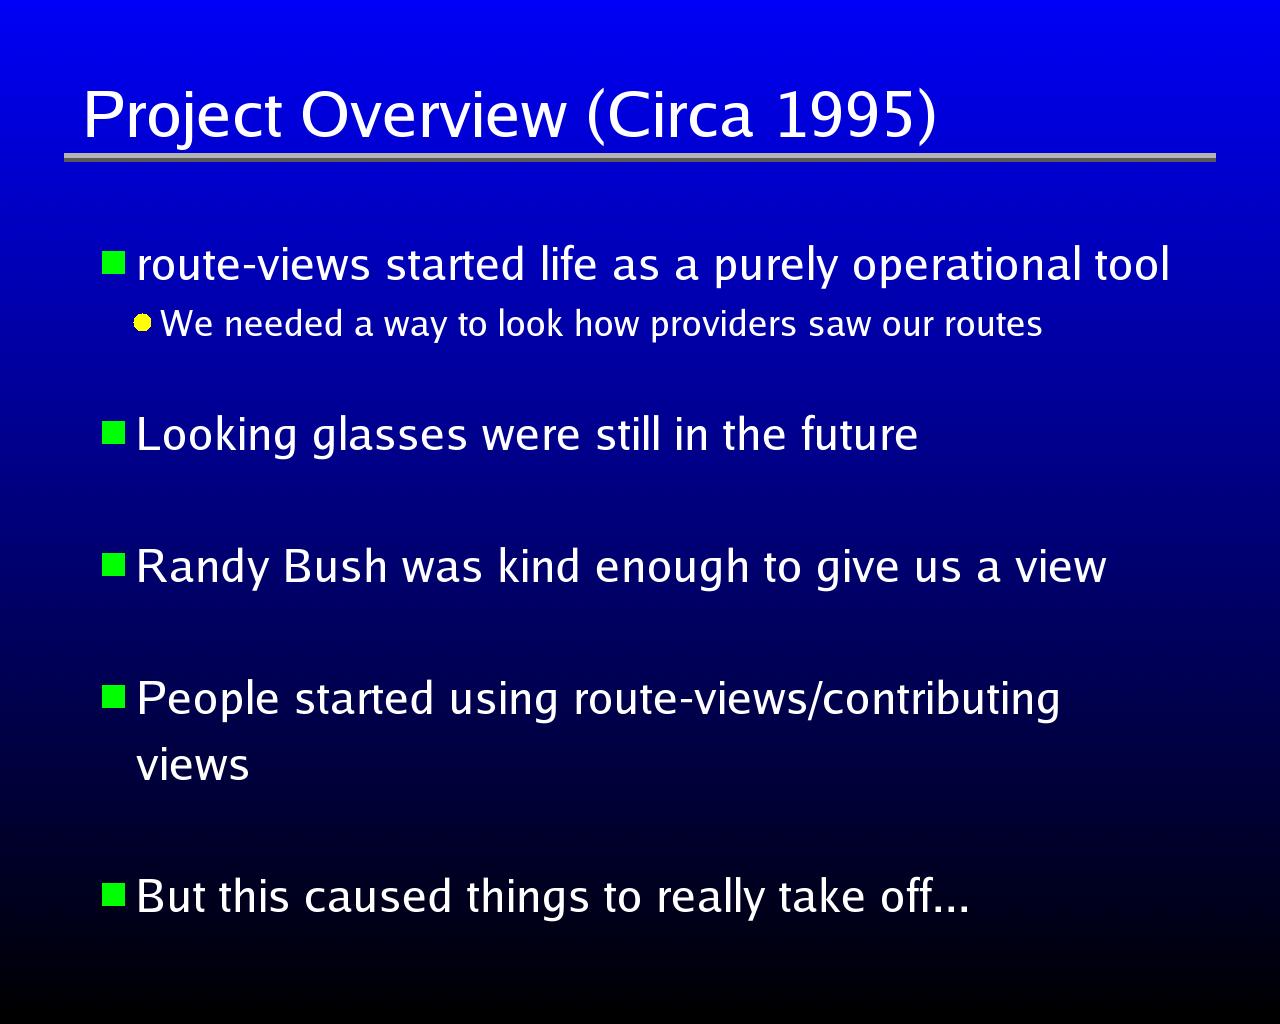 Project Overview (Circa 1995)
route-views started life as a purely operational tool
We needed a way to look how providers saw our routes
Looking glasses were still in the future
Randy Bush was kind enough to give us a view
People started using route-views/contributing
views
But this caused things to really take off...